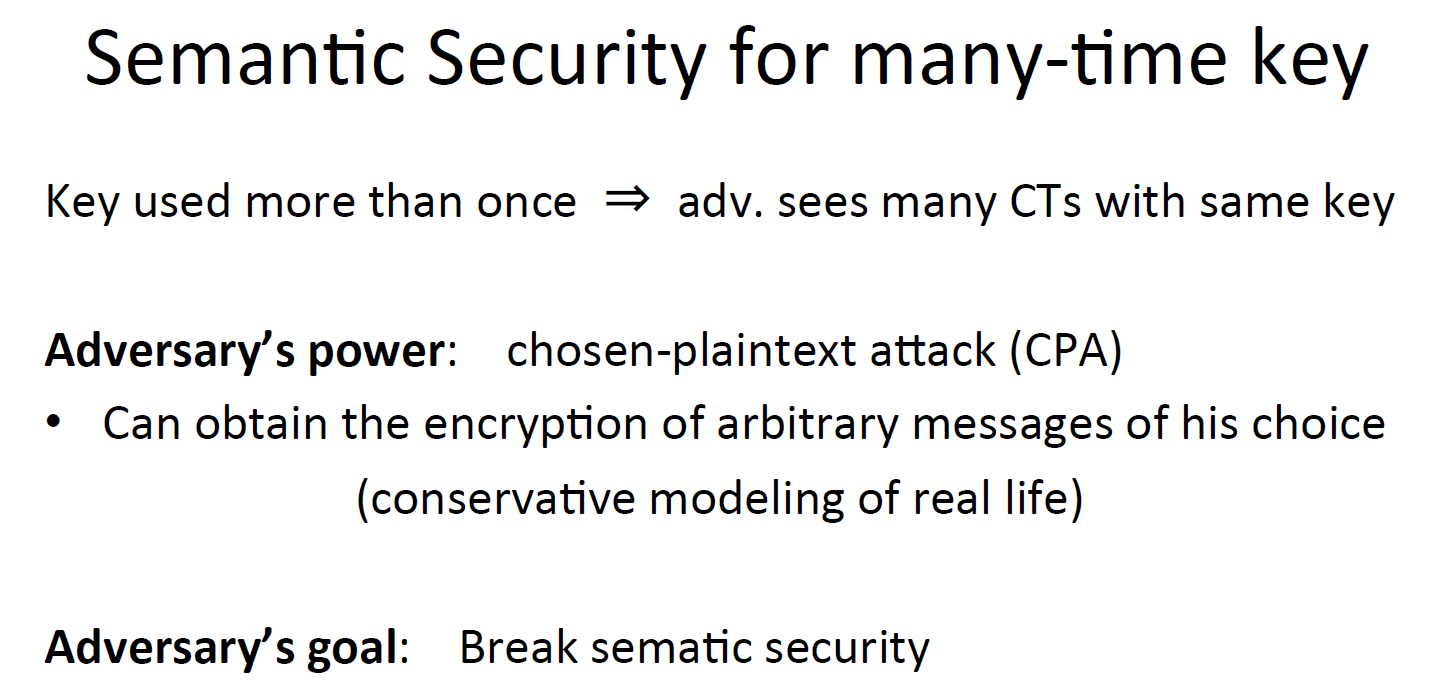 Semantic Security for many-time key
Key used more than once ⇒ adv. sees many CTs with same key
Adversary’s power: chosen-plaintext attack (CPA)
• Can obtain the encryption of arbitrary messages of his choice
(conservative modeling of real life)
Adversary’s goal: Break sematic security